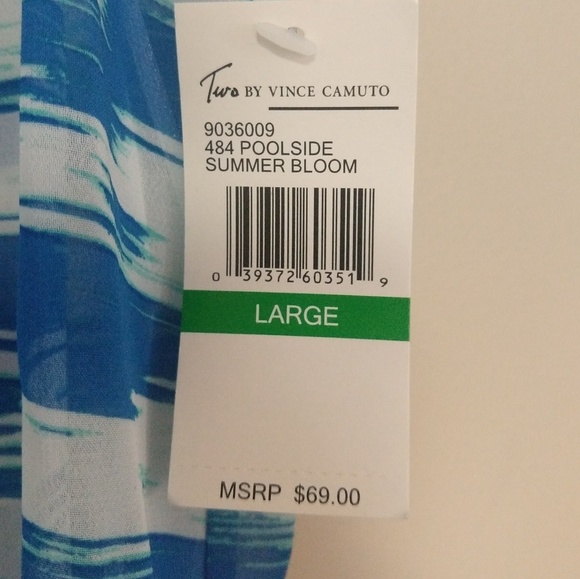 Two BY VINCE CAMUTO
9036009
484 POOLSIDE
SUMMER BLOOM
0 39372 60351 9
LARGE
MSRP $69.00